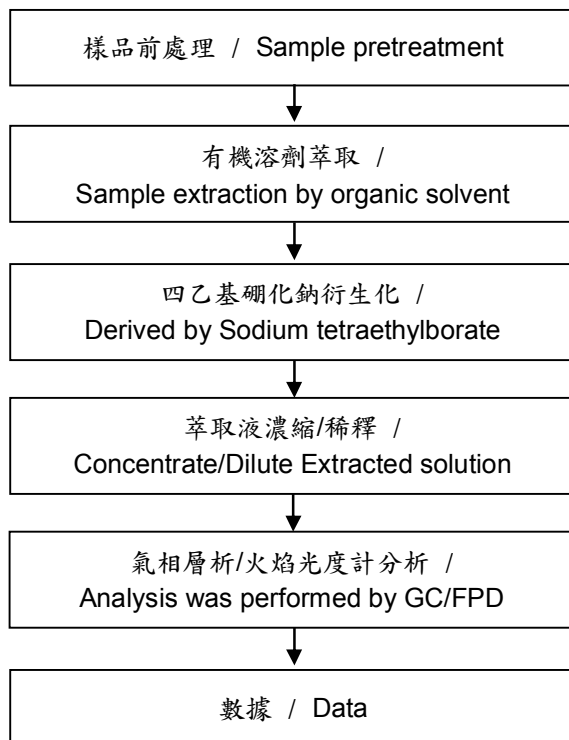 樣品前處理 / Sample pretreatment
有機溶劑萃取 /
Sample extraction by organic solvent
四乙基硼化鈉衍生化 /
Derived by Sodium tetraethylborate
萃取液濃縮/稀釋 /
Concentrate/Dilute Extracted solution
氣相層析/火焰光度計分析 /
Analysis was performed by GC/FPD
數據 / Data